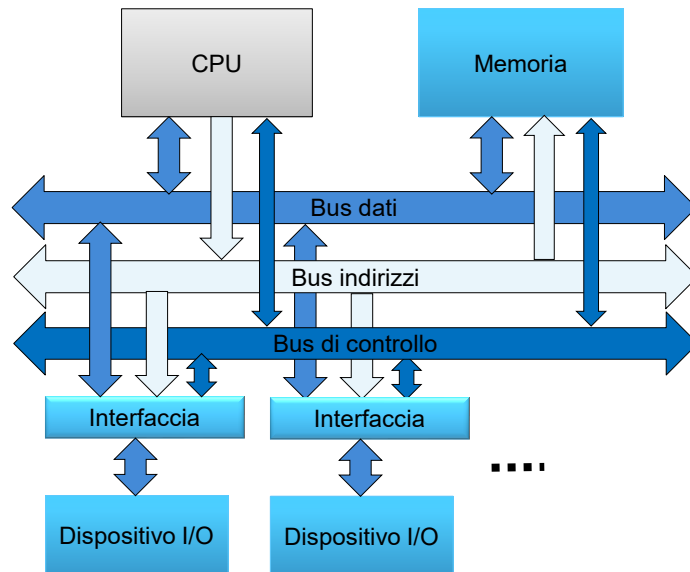 CPU
Memoria
Bus dati
Bus indirizzi
Bus di controllo
Interfaccia
Interfaccia
Dispositivo I/O
Dispositivo I/O